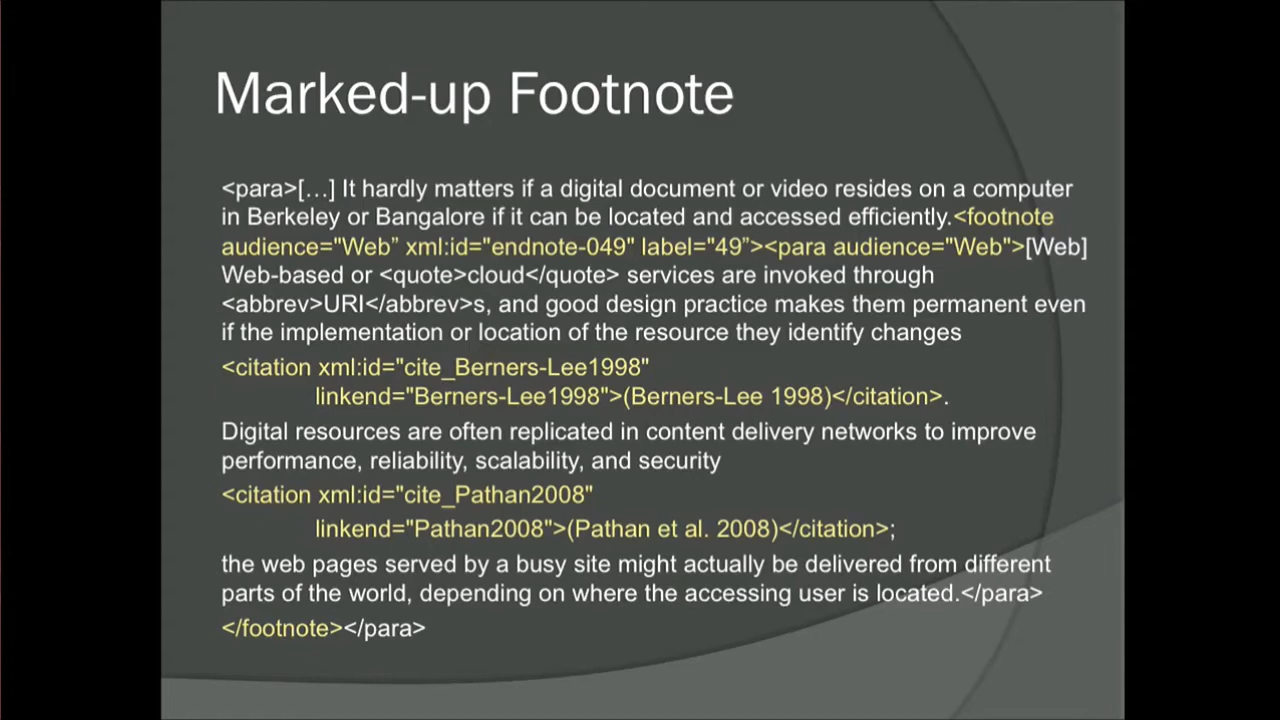 Marked-up Footnote
<para>[…] It hardly matters if a digital document or video resides on a computer
in Berkeley or Bangalore if it can be located and accessed efficiently.<footnote
audience="Web” xml:id="endnote-049" label="49”><para audience="Web">[Web]
Web-based or <quote>cloud</quote> services are invoked through
<abbrev>URI</abbrev>s, and good design practice makes them permanent even
if the implementation or location of the resource they identify changes
<citation xml:id="cite_Berners-Lee1998"
linkend="Berners-Lee1998">(Berners-Lee 1998)</citation>.
Digital resources are often replicated in content delivery networks to improve
performance, reliability, scalability, and security
<citation xml:id="cite_Pathan2008"
linkend="Pathan2008">(Pathan et al. 2008)</citation>;
the web pages served by a busy site might actually be delivered from different
parts of the world, depending on where the accessing user is located.</para>
</footnote></para>